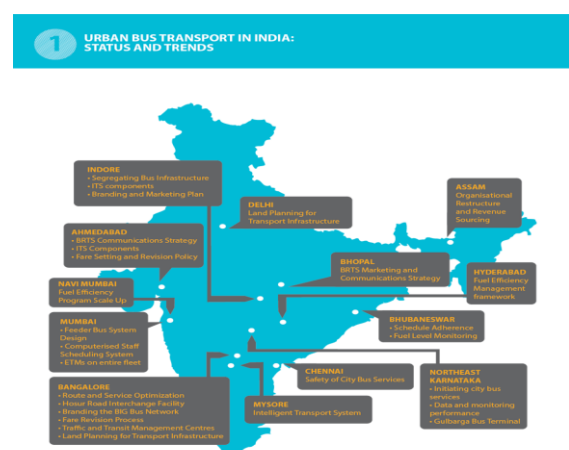 1
URBAN BUS TRANSPORT IN INDIA:
STATUS AND TRENDS
INDORE
• Segregating Bus Infrastructure
• ITS components
• Branding and Marketing Plan
DELHI
Land Planning for
Transport Infrastructure
ASSAM
Organisational
Restructure
and Revenue
Sourcing
AHMEDABAD
• BRTS Communications Strategy
• ITS Components
• Fare Setting and Revision Policy
BHOPAL
BRTS Marketing and
Communications Strategy
HYDERABAD
Fuel Efficiency
Management
framework
NAVI MUMBAI
Fuel Efficiency
Program Scale Up
MUMBAI
• Feeder Bus System
Design
• Computerised Staff
Scheduling System
• ETMs on entire fleet
BHUBANESWAR
• Schedule Adherence
• Fuel Level Monitoring
CHENNAI
Safety of City Bus Services
NORTHEAST
KARNATAKA
• Initiating city bus
services
• Data and monitoring
performance
• Gulbarga Bus Terminal
BANGALORE
• Route and Service Optimization
• Hosur Road Interchange Facility
• Branding the BIG Bus Network
• Fare Revision Process
• Traffic and Transit Management Centres
• Land Planning for Transport Infrastructure
MYSORE
Intelligent Transport System